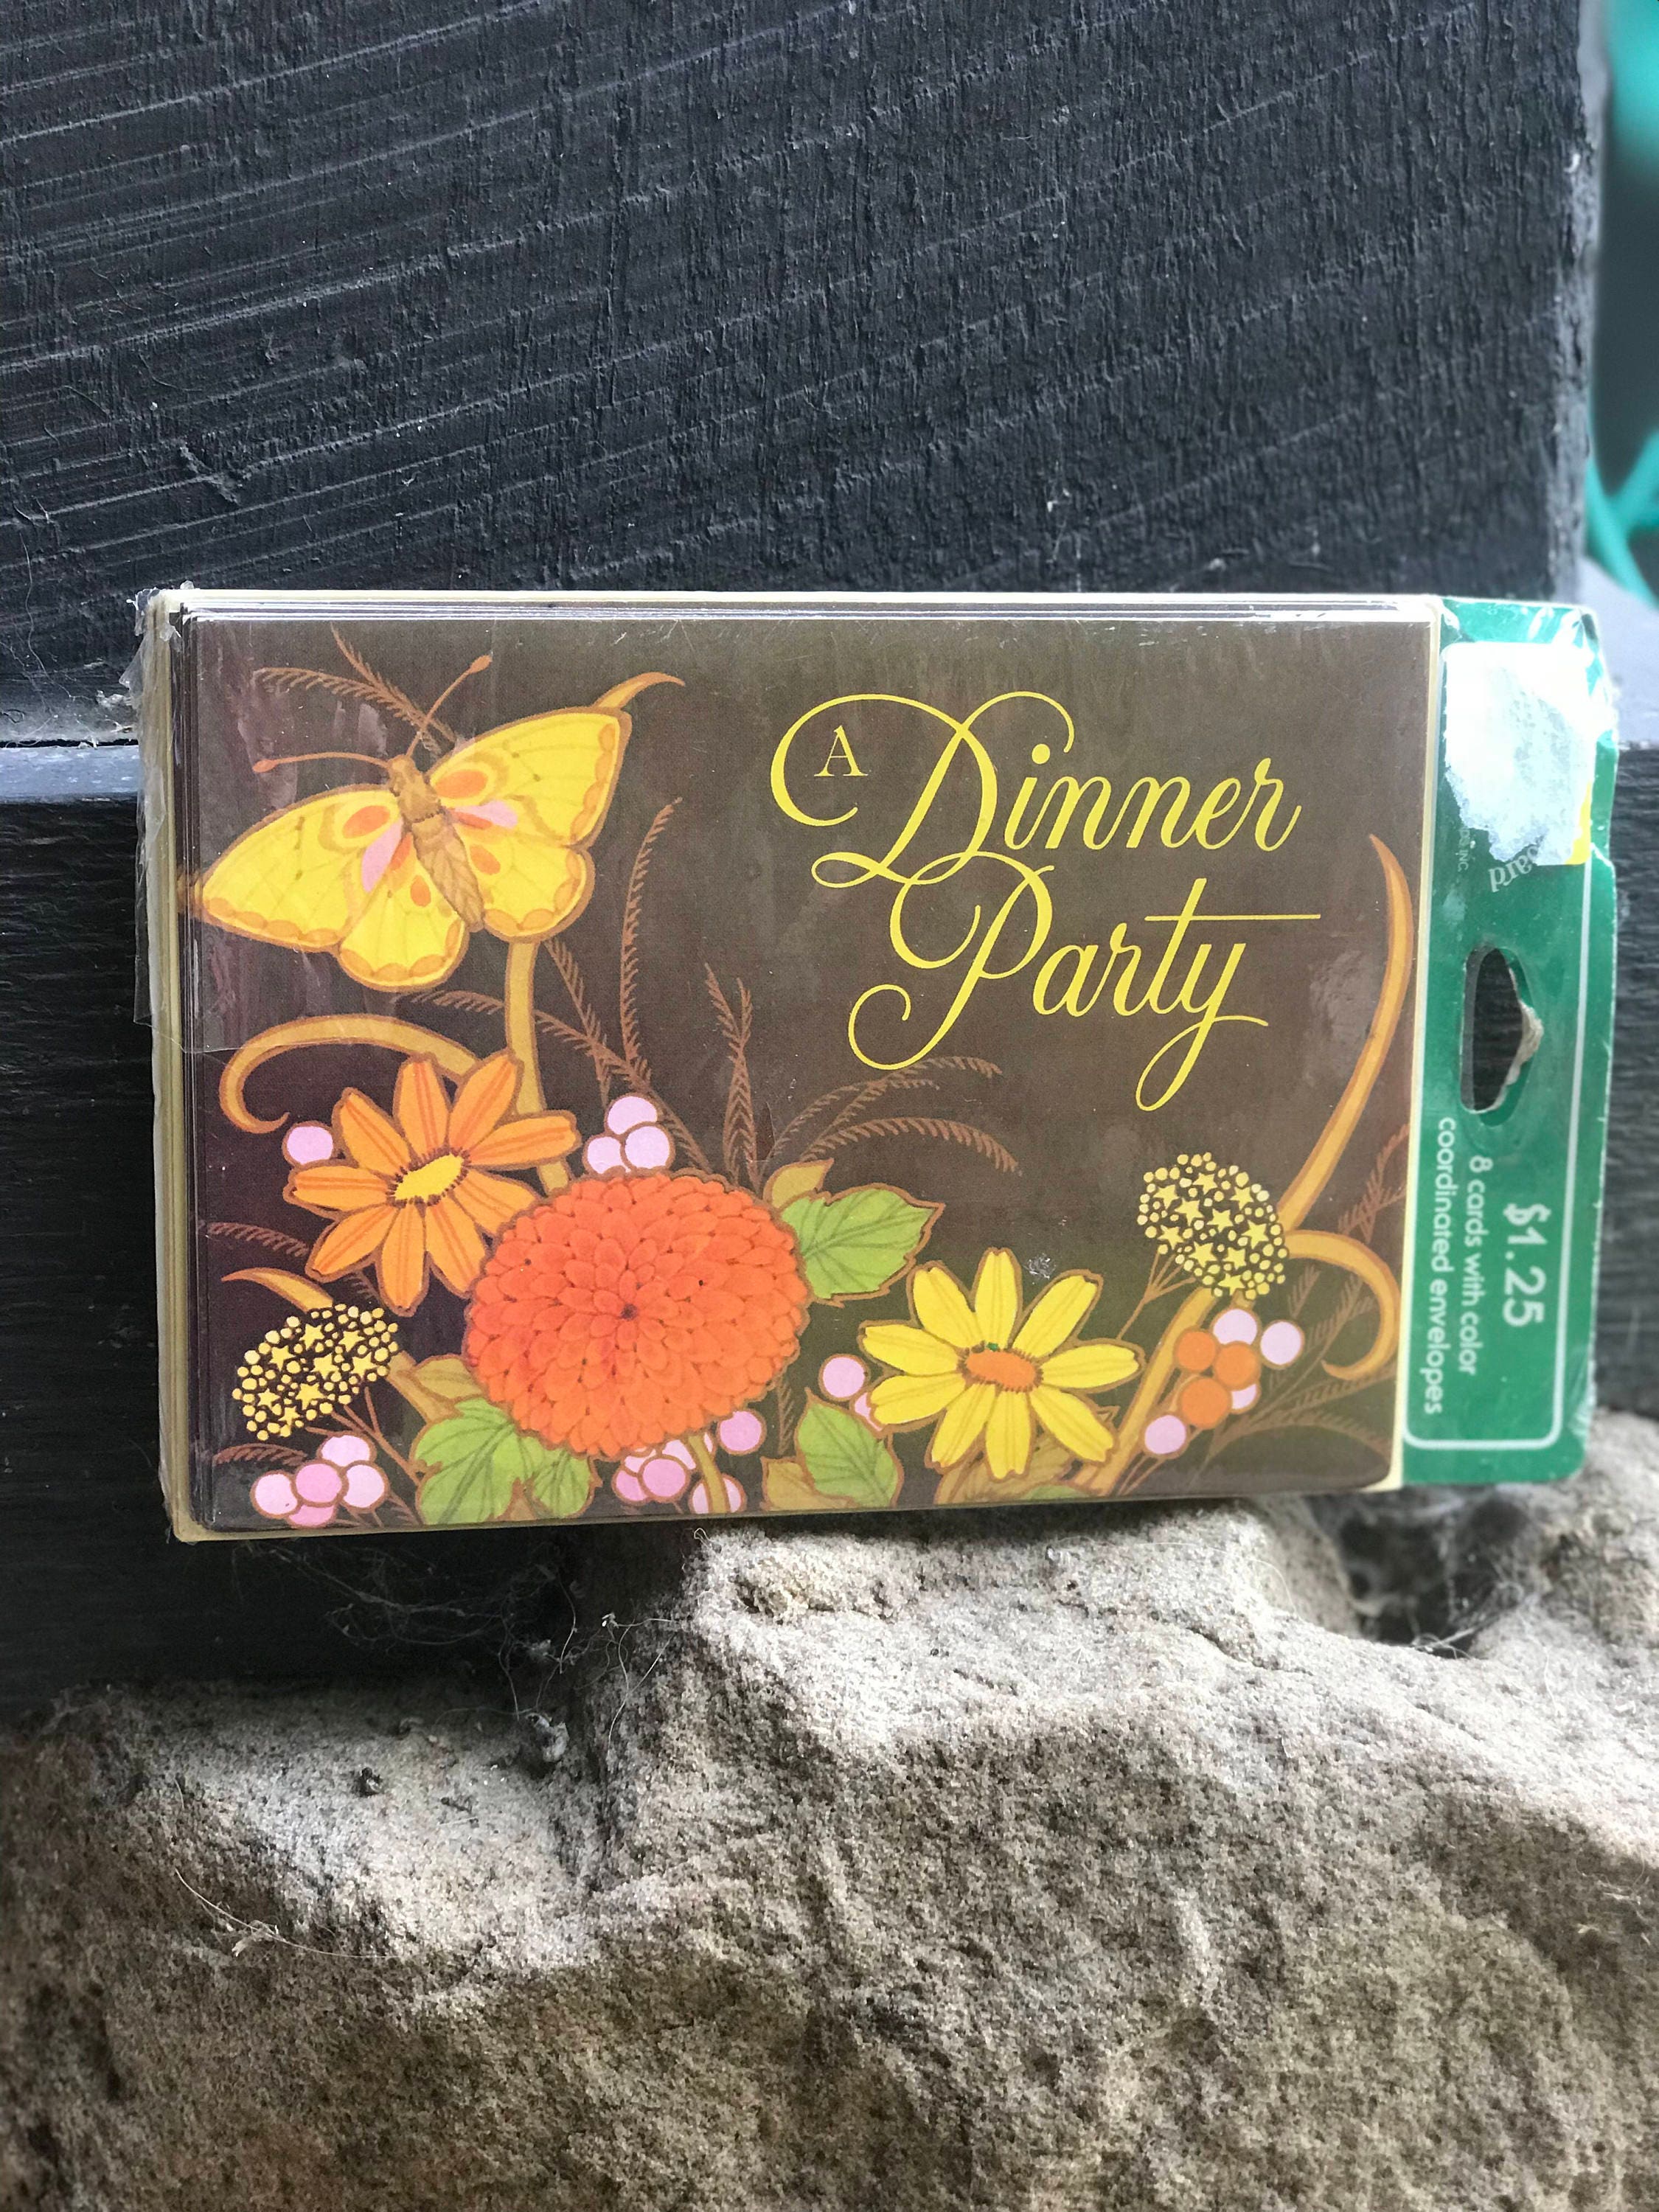 A Dinner
Party
$1.25
8 cards with color
coordinated envelopes